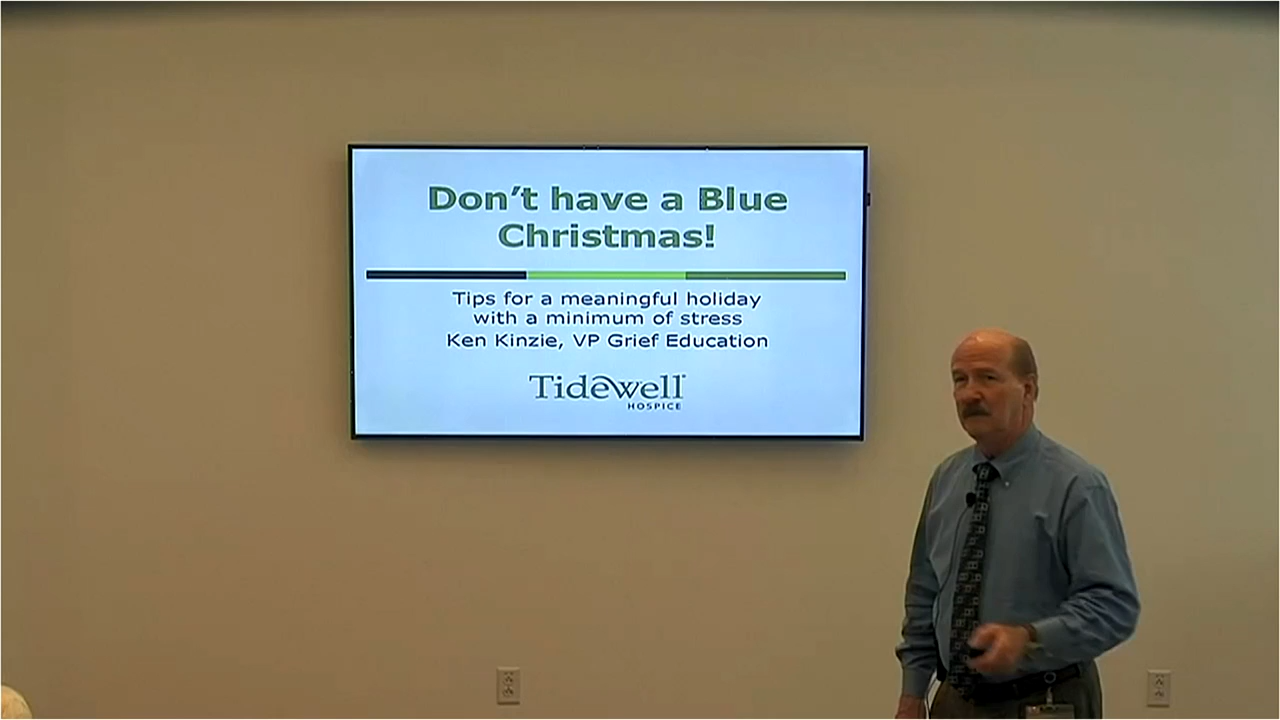 Don't have a Blue
Christmas!
Tips for a meaningful holiday
with a minimum of stress
Ken Kinzie, VP Grief Education
Tidewell
HOSPICE